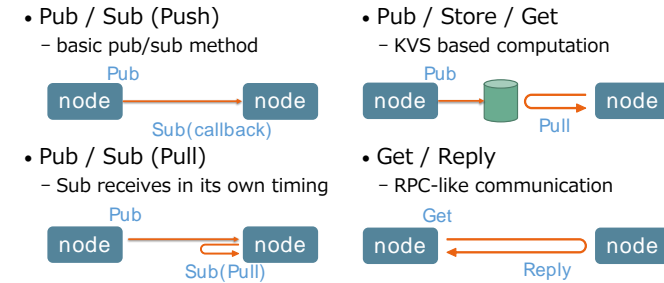 • Pub / Sub (Push)
– basic pub/sub method
Pub
node
node
Sub(callback)
• Pub / Store / Get
– KVS based computation
Pub
node
node
Pull
• Pub / Sub (Pull)
– Sub receives in its own timing
Pub
node
node
Sub(Pull)
• Get / Reply
– RPC-like communication
Get
node
node
Reply